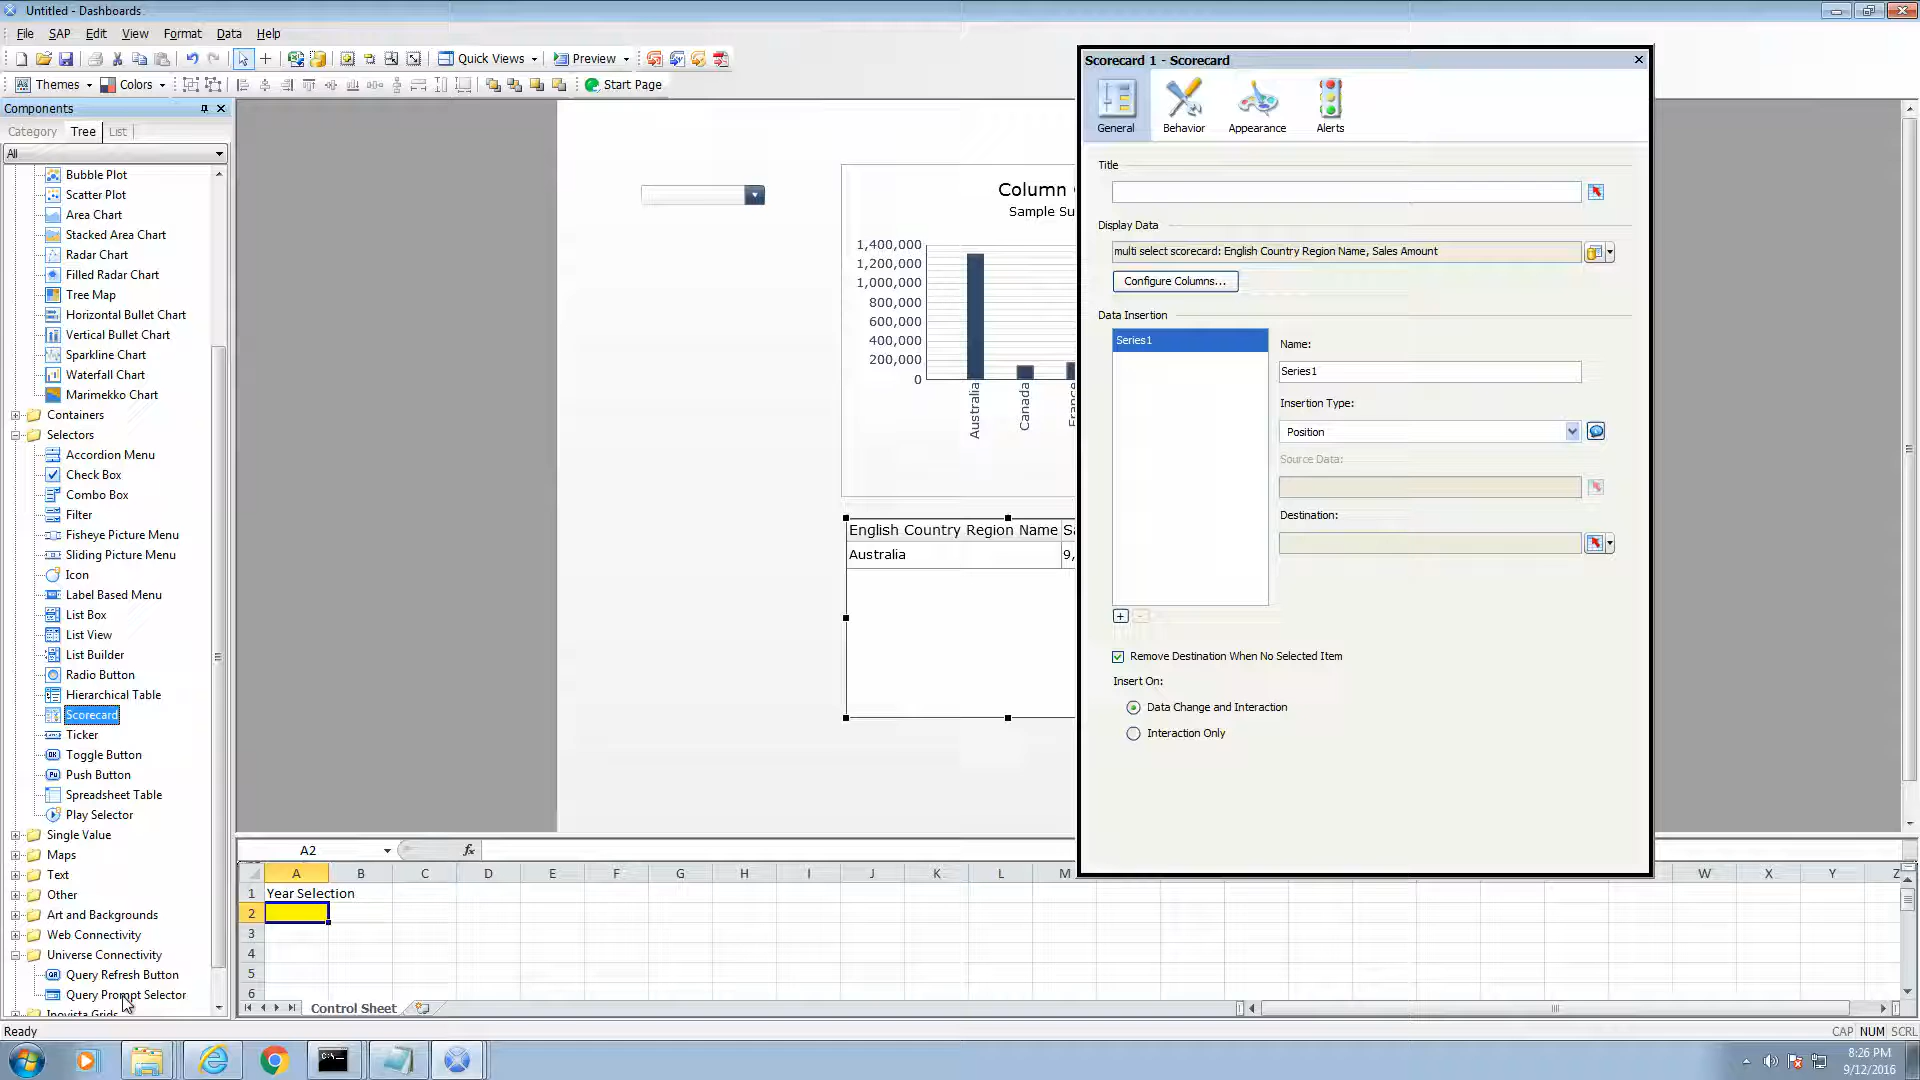 Untitled - Dashboards
File SAP Edit View Format Data Help
Quick Views Preview
Themes Colors Start Page
Components
Category Tree List
All
Bubble Plot
Scatter Plot
Area Chart
Stacked Area Chart
Radar Chart
Filled Radar Chart
Tree Map
Horizontal Bullet Chart
Vertical Bullet Chart
Sparkline Chart
Waterfall Chart
Marimekko Chart
Containers
Selectors
Accordion Menu
Check Box
Combo Box
Filter
Fisheye Picture Menu
Sliding Picture Menu
Icon
Label Based Menu
List Box
List View
List Builder
Radio Button
Hierarchical Table
Scorecard
Ticker
Toggle Button
Push Button
Spreadsheet Table
Play Selector
Single Value
Maps
Text
Other
Art and Backgrounds
Web Connectivity
Universe Connectivity
Query Refresh Button
Query Prompt Selector
Inovista Grids
Column
Sample Su
1,400,000
1,200,000
1,000,000
800,000
600,000
400,000
200,000
0
Australia
Canada
English Country Region Name Sa
Australia 9,
Scorecard 1 - Scorecard
General Behavior Appearance Alerts
Title
Display Data
multi select scorecard: English Country Region Name, Sales Amount
Configure Columns...
Data Insertion
Series1
Name:
Series1
Insertion Type:
Position
Source Data:
Destination:
+ -
Remove Destination When No Selected Item
Insert On:
Data Change and Interaction
Interaction Only
A2 fx
A B C D E F G H I J K L M W X Y Z
1 Year Selection
2
3
4
5
6
Control Sheet
Ready
CAP NUM SCRL
8:26 PM
9/12/2016